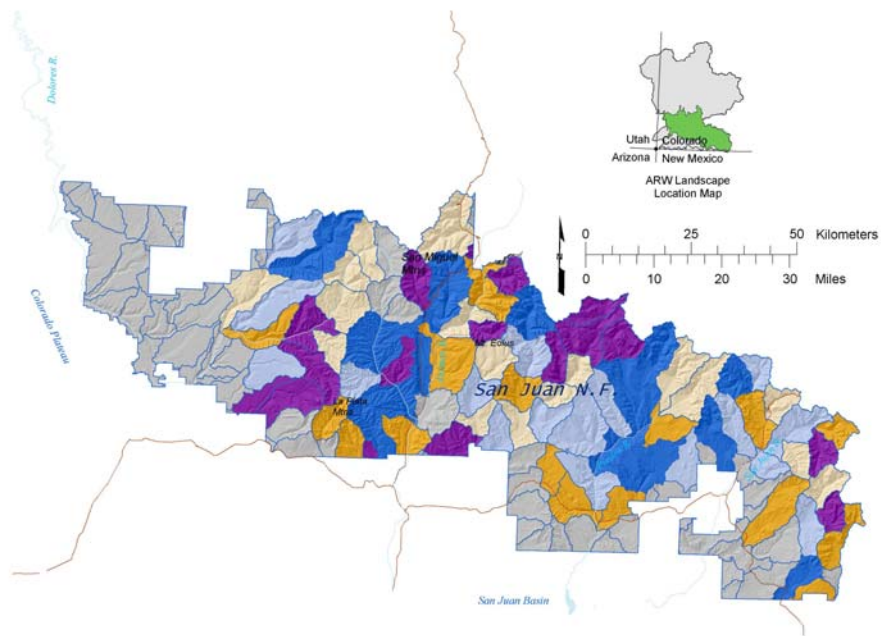 Dolores R.
Utah
Colorado
Arizona
New Mexico
ARW Landscape
Location Map
San Miguel
Mtns
N
0
25
50
Kilometers
0
10
20
30
Miles
Colorado Plateau
Mt. Eolus
San Juan N.F.
La Plata
Mtns
San Juan Basin